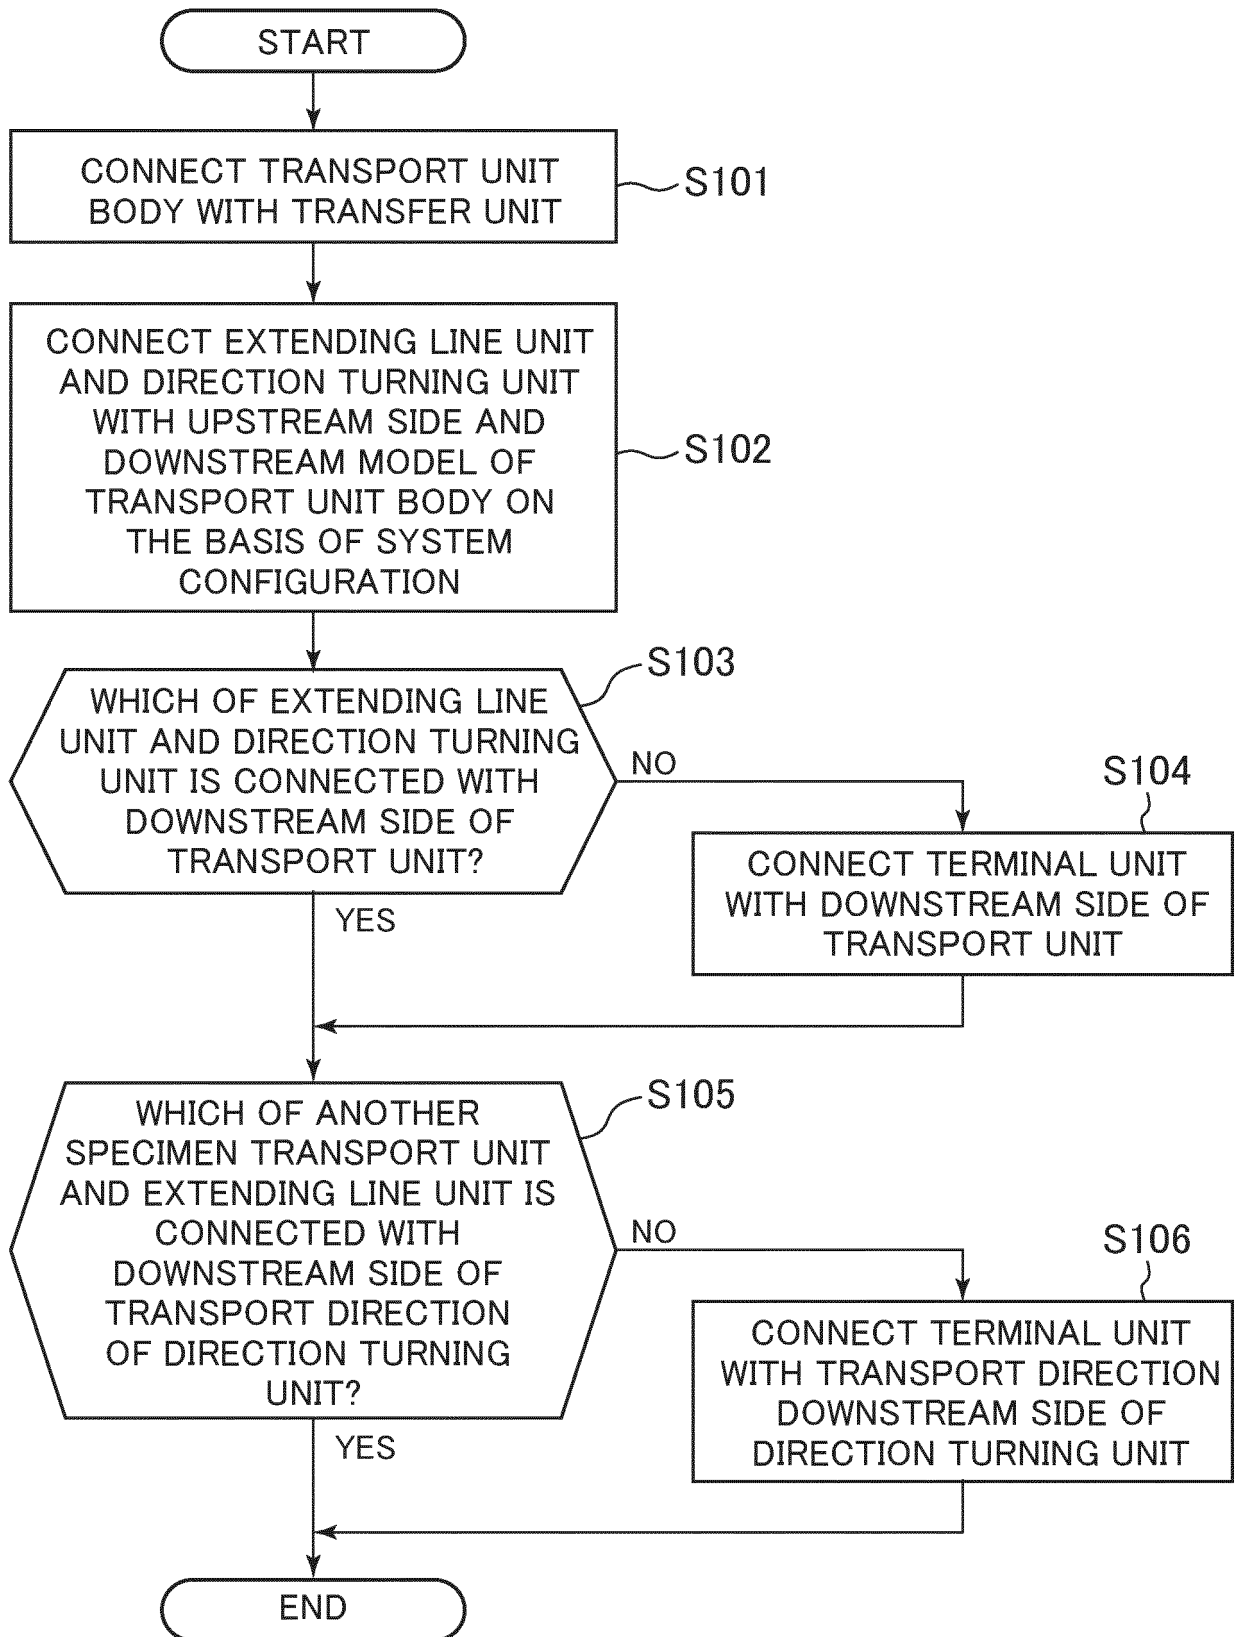 START
CONNECT TRANSPORT UNIT
BODY WITH TRANSFER UNIT
S101
CONNECT EXTENDING LINE UNIT
AND DIRECTION TURNING UNIT
WITH UPSTREAM SIDE AND
DOWNSTREAM MODEL OF
TRANSPORT UNIT BODY ON
THE BASIS OF SYSTEM
CONFIGURATION
S102
S103
WHICH OF EXTENDING LINE
UNIT AND DIRECTION TURNING
UNIT IS CONNECTED WITH
DOWNSTREAM SIDE OF
TRANSPORT UNIT?
NO
YES
S104
CONNECT TERMINAL UNIT
WITH DOWNSTREAM SIDE OF
TRANSPORT UNIT
S105
WHICH OF ANOTHER
SPECIMEN TRANSPORT UNIT
AND EXTENDING LINE UNIT IS
CONNECTED WITH
DOWNSTREAM SIDE OF
TRANSPORT DIRECTION
OF DIRECTION TURNING
UNIT?
NO
YES
S106
CONNECT TERMINAL UNIT
WITH TRANSPORT DIRECTION
DOWNSTREAM SIDE OF
DIRECTION TURNING UNIT
END